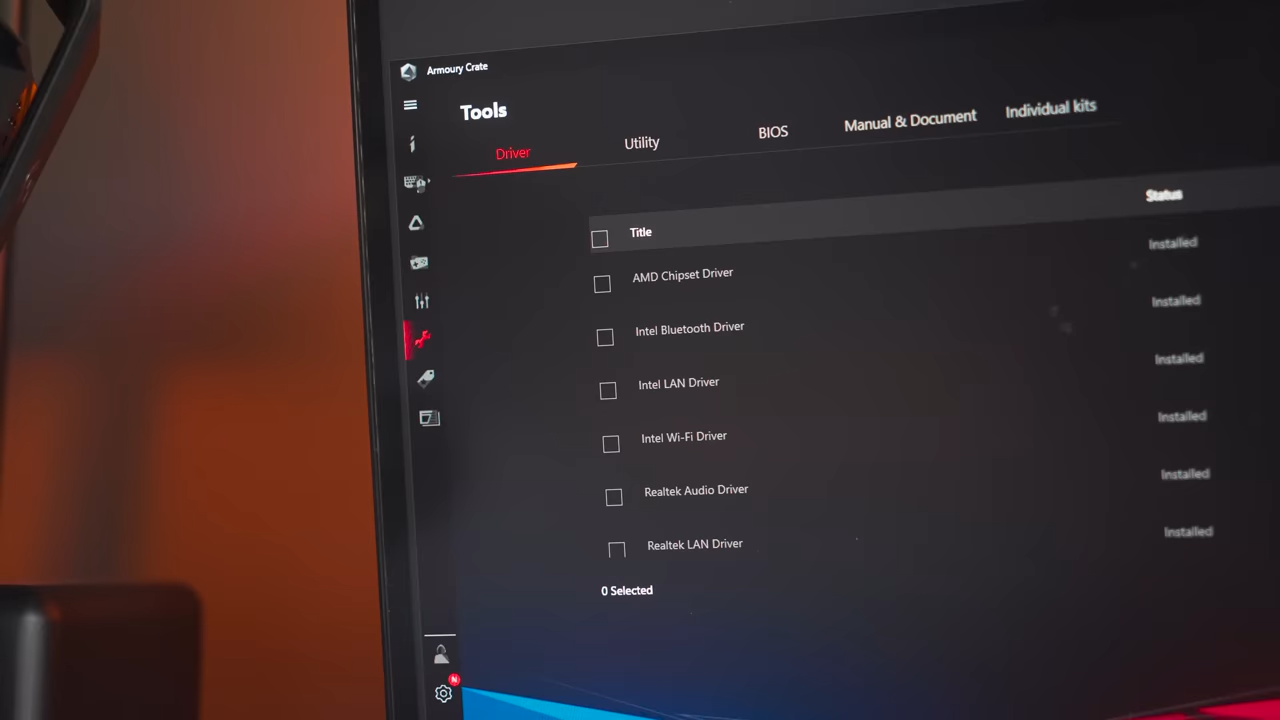 Armoury Crate
Tools
Driver Utility BIOS Manual & Document Individual kits
Title Status
AMD Chipset Driver Installed
Intel Bluetooth Driver Installed
Intel LAN Driver Installed
Intel Wi-Fi Driver Installed
Realtek Audio Driver Installed
Realtek LAN Driver Installed
0 Selected
N